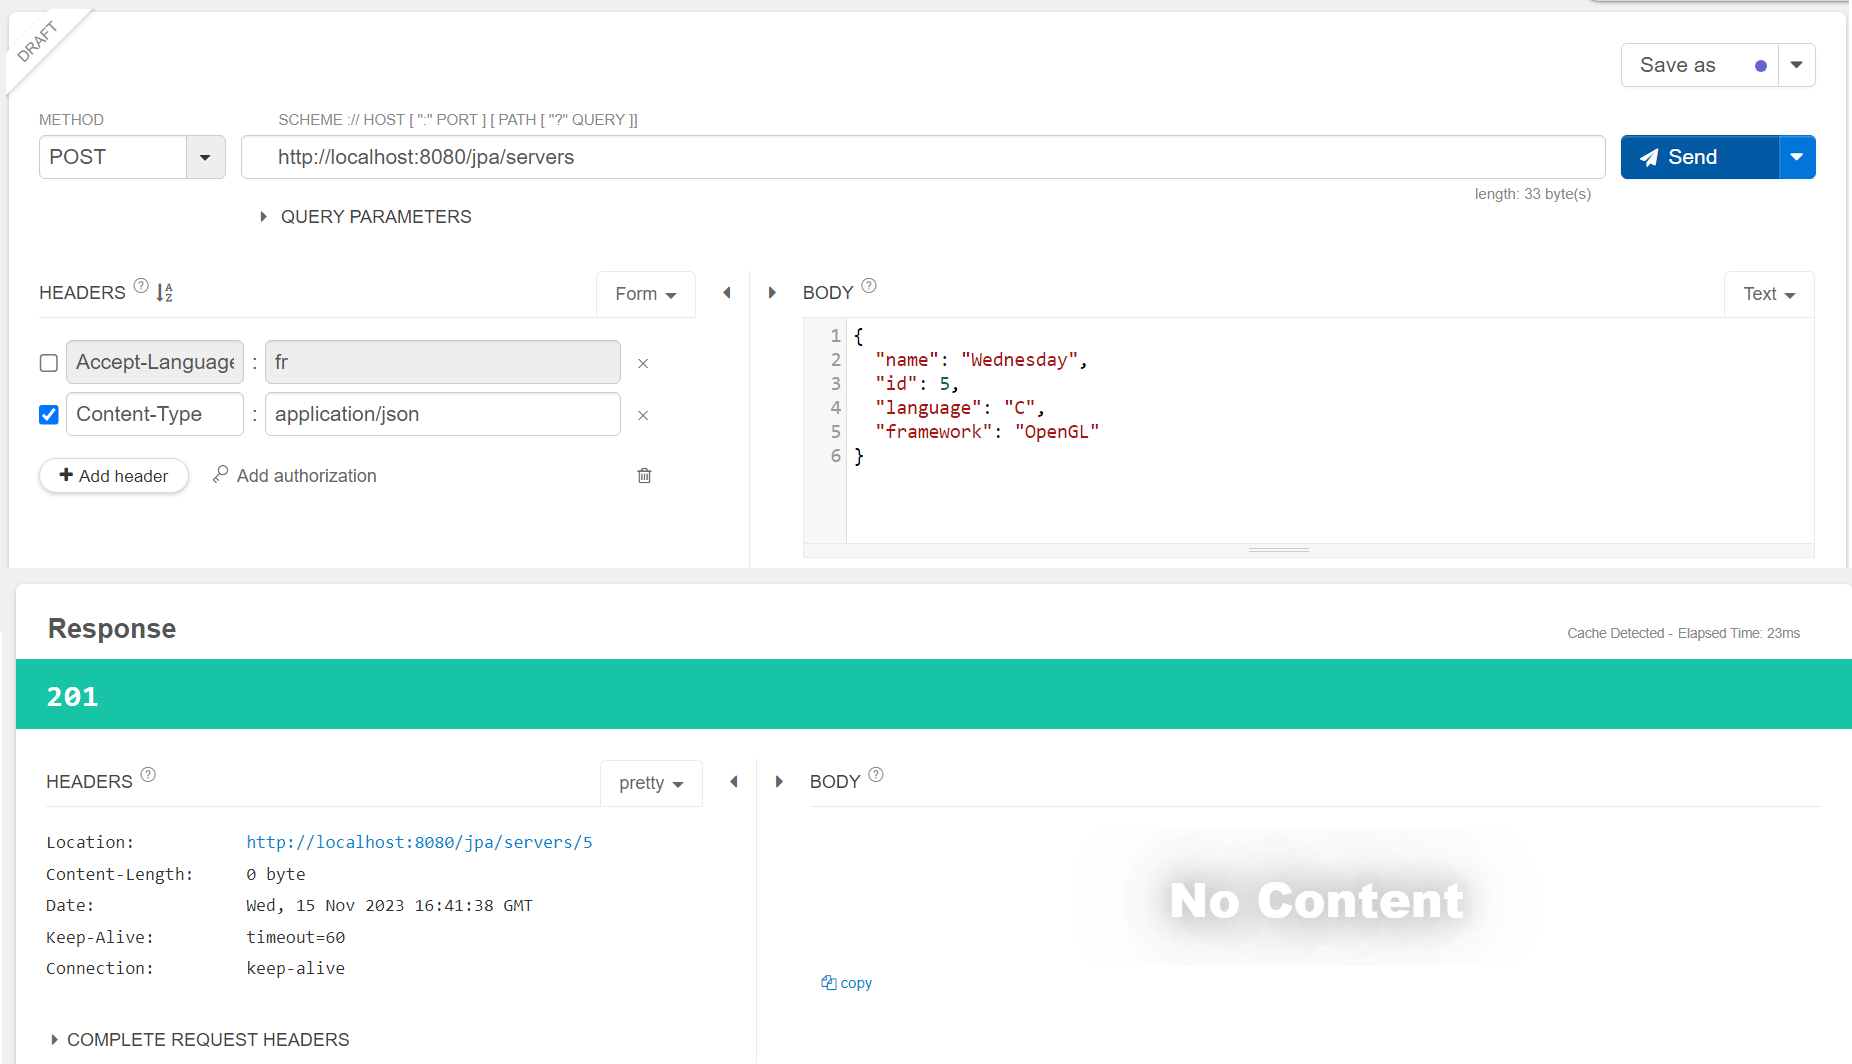 DRAFT
Save as
METHOD
SCHEME :// HOST [ ":" PORT ] [ PATH [ "?" QUERY ]]
POST
http://localhost:8080/jpa/servers
Send
length: 33 byte(s)
QUERY PARAMETERS
HEADERS ? A Z
Form
BODY ?
Text
Accept-Language : fr ×
Content-Type : application/json ×
+ Add header
Add authorization
1 {
2 "name": "Wednesday",
3 "id": 5,
4 "language": "C",
5 "framework": "OpenGL"
6 }
Response
Cache Detected - Elapsed Time: 23ms
201
HEADERS ?
pretty
BODY ?
Location: http://localhost:8080/jpa/servers/5
Content-Length: 0 byte
Date: Wed, 15 Nov 2023 16:41:38 GMT
Keep-Alive: timeout=60
Connection: keep-alive
No Content
copy
COMPLETE REQUEST HEADERS